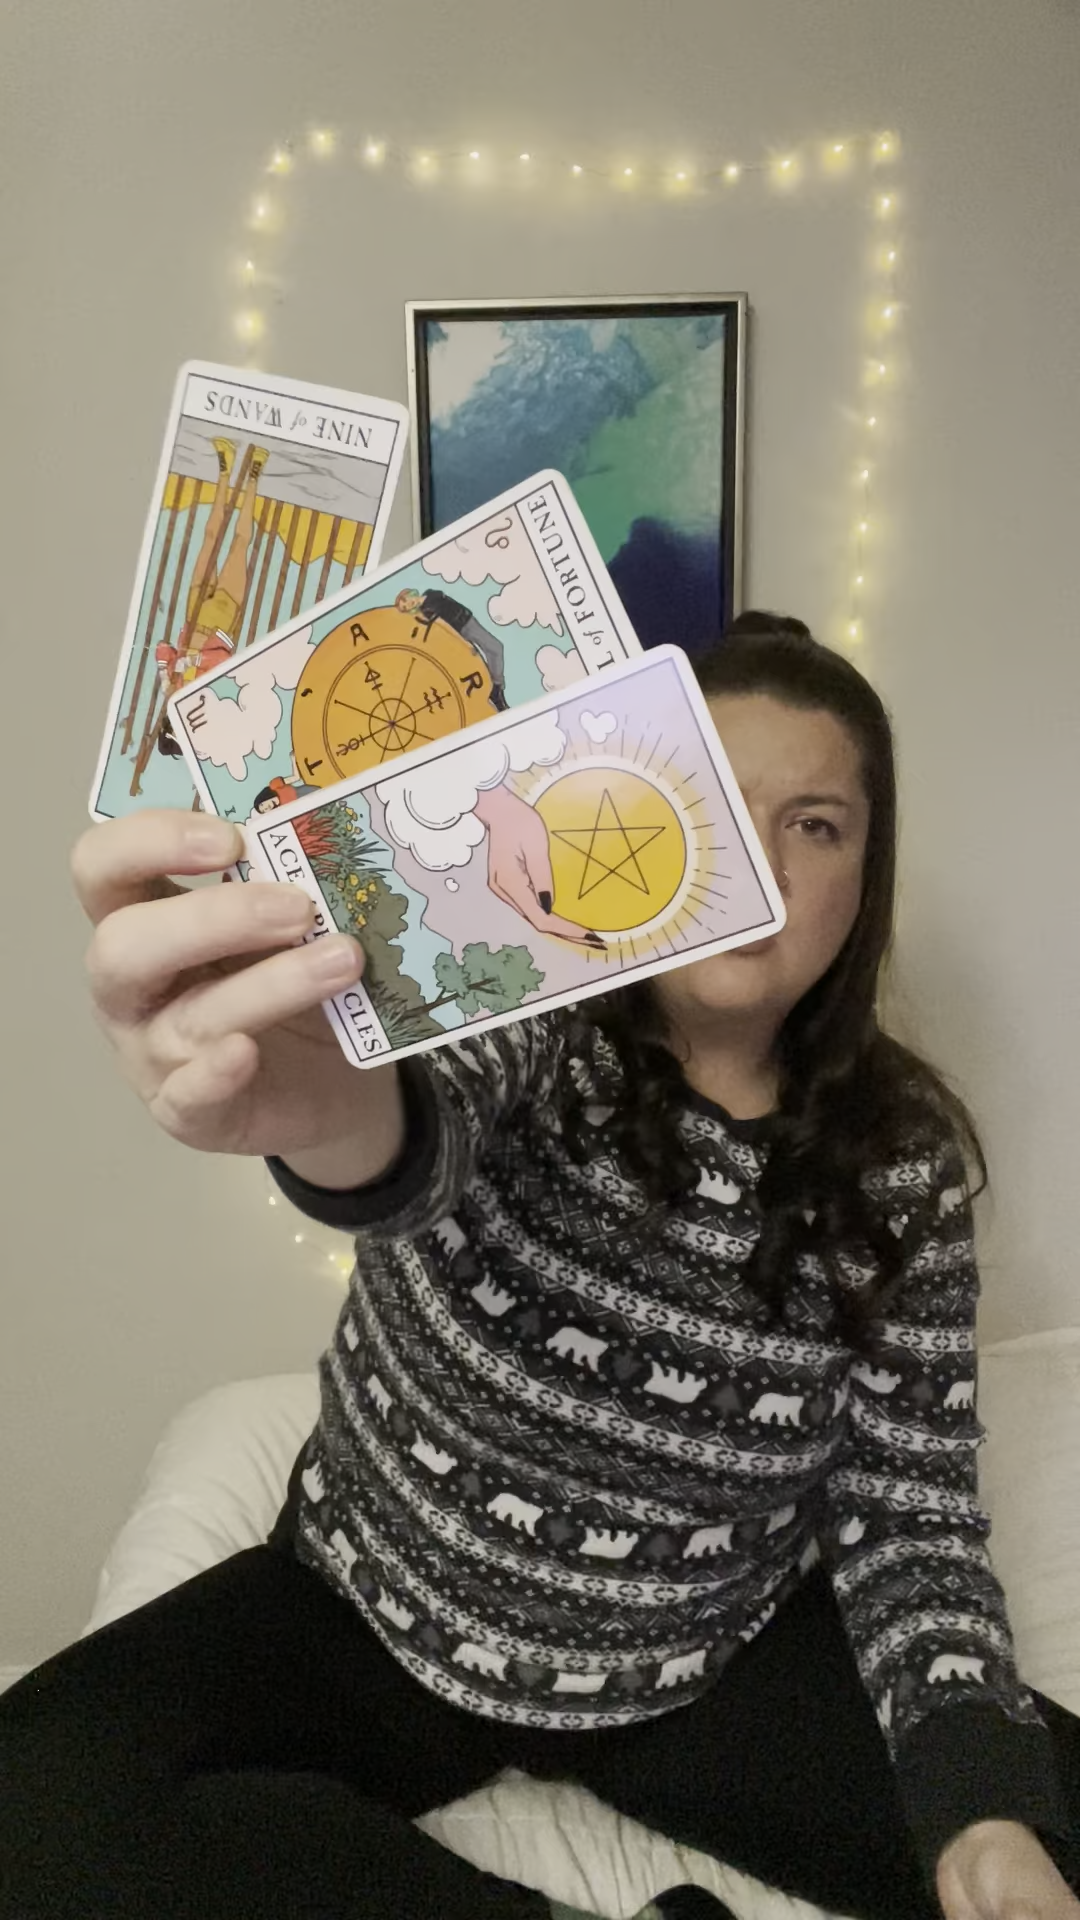 NINE of WANDS
L of FORTUNE
T A R
ACE
CLES